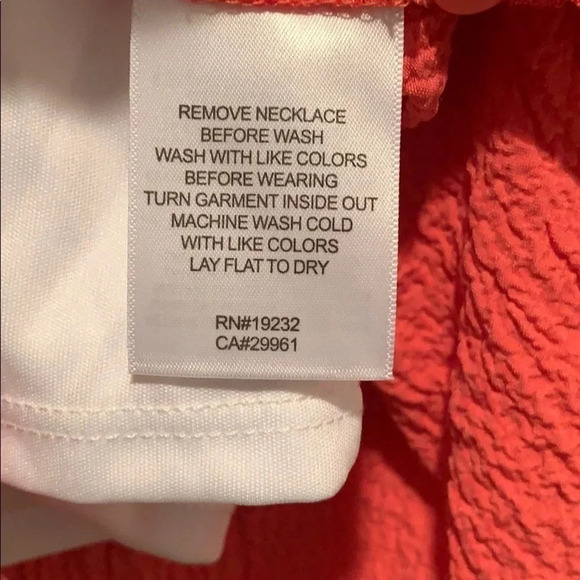 REMOVE NECKLACE
BEFORE WASH
WASH WITH LIKE COLORS
BEFORE WEARING
TURN GARMENT INSIDE OUT
MACHINE WASH COLD
WITH LIKE COLORS
LAY FLAT TO DRY
RN#19232
CA#29961